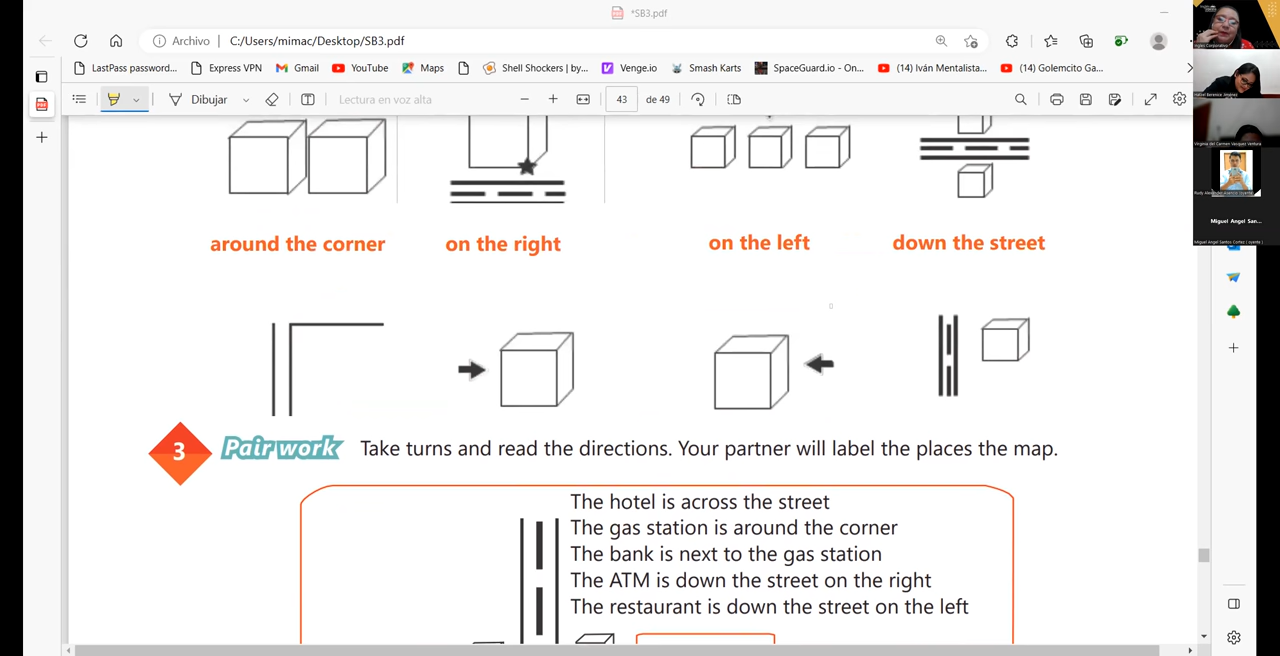 *SB3.pdf
Archivo C:/Users/mimac/Desktop/SB3.pdf
LastPass password... Express VPN Gmail YouTube Maps Shell Shockers | by... Venge.io Smash Karts SpaceGuard.io - On... (14) Iván Mentalista... (14) Golemcito Ga...
Dibujar Lectura en voz alta 43 de 49
around the corner on the right on the left down the street
3 Pair work Take turns and read the directions. Your partner will label the places the map.
The hotel is across the street
The gas station is around the corner
The bank is next to the gas station
The ATM is down the street on the right
The restaurant is down the street on the left
Miguel Angel San...